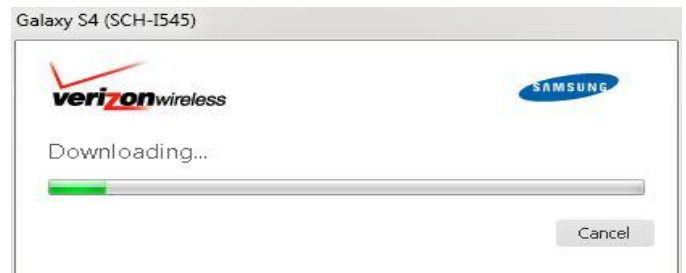 Galaxy S4 (SCH-I545)
verizonwireless
SAMSUNG
Downloading...
Cancel